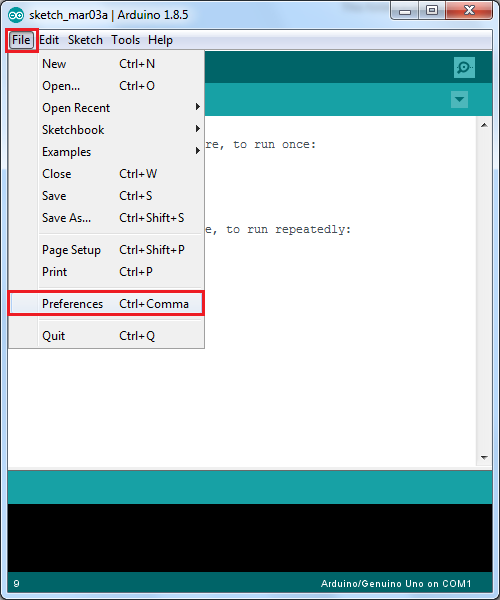 sketch_mar03a | Arduino 1.8.5
File Edit Sketch Tools Help
New Ctrl+N
Open... Ctrl+O
Open Recent
Sketchbook
Examples
re, to run once:
Close Ctrl+W
Save Ctrl+S
Save As... Ctrl+Shift+S
e, to run repeatedly:
Page Setup Ctrl+Shift+P
Print Ctrl+P
Preferences Ctrl+Comma
Quit Ctrl+Q
9 Arduino/Genuino Uno on COM1